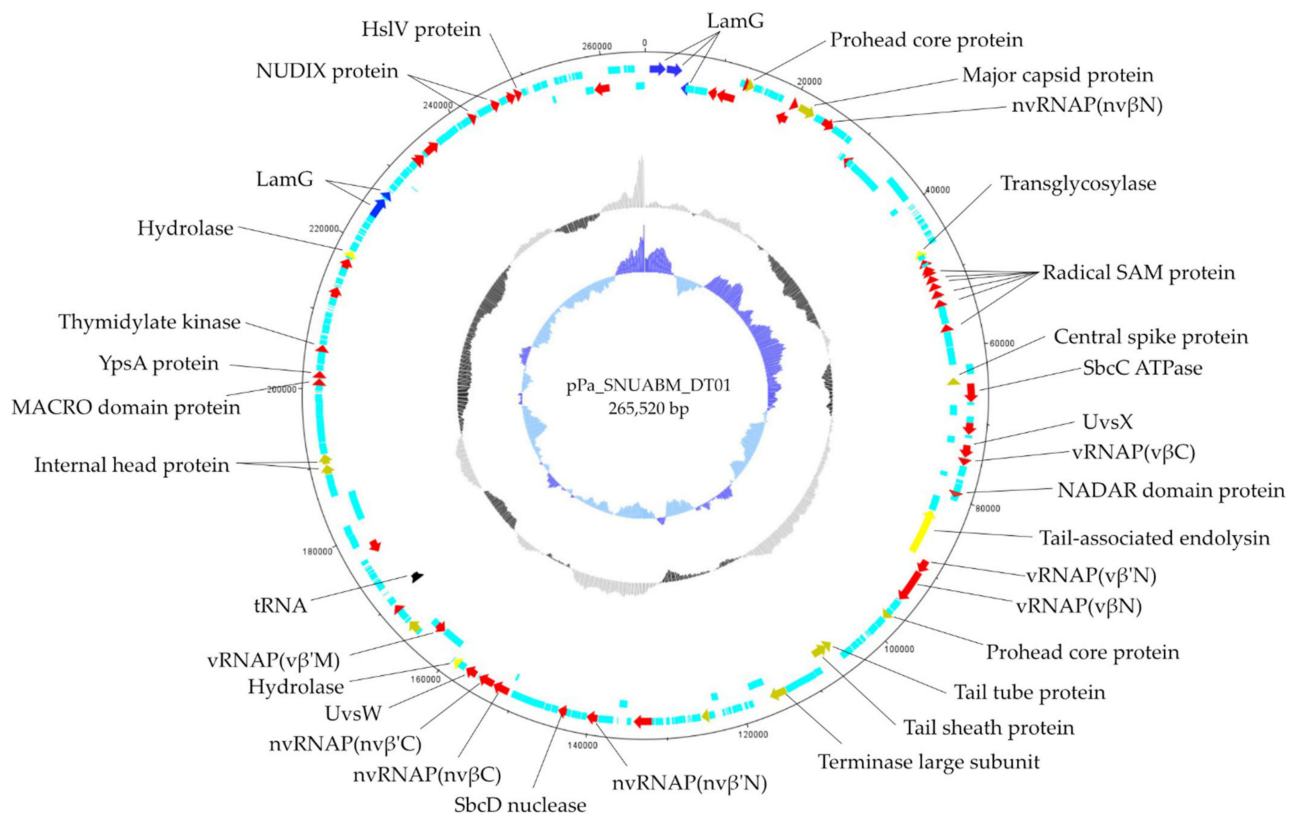 LamG
Prohead core protein
Major capsid protein
nvRNAP(nvβN)
Transglycosylase
Radical SAM protein
Central spike protein
SbcC ATPase
UvsX
vRNAP(vβC)
NADAR domain protein
Tail-associated endolysin
vRNAP(vβ'N)
vRNAP(vβN)
Prohead core protein
Tail tube protein
Tail sheath protein
Terminase large subunit
nvRNAP(nvβ'N)
SbcD nuclease
nvRNAP(nvβC)
nvRNAP(nvβ'C)
UvsW
Hydrolase
vRNAP(vβ'M)
tRNA
Internal head protein
MACRO domain protein
YpsA protein
Thymidylate kinase
Hydrolase
LamG
NUDIX protein
HslV protein
0
20000
40000
60000
80000
100000
120000
140000
160000
180000
200000
220000
240000
260000
pPa_SNUABM_DT01
265,520 bp